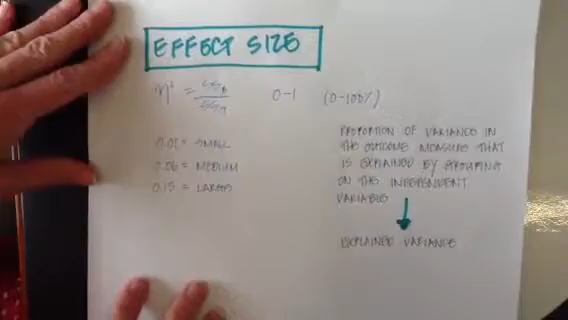 EFFECT SIZE
η² = SSB / SST 0-1 (0-100%)
0.01 = SMALL
0.06 = MEDIUM
0.15 = LARGE
PROPORTION OF VARIANCE IN
THE OUTCOME MEASURE THAT
IS EXPLAINED BY GROUPING
ON THE INDEPENDENT
VARIABLE
EXPLAINED VARIANCE